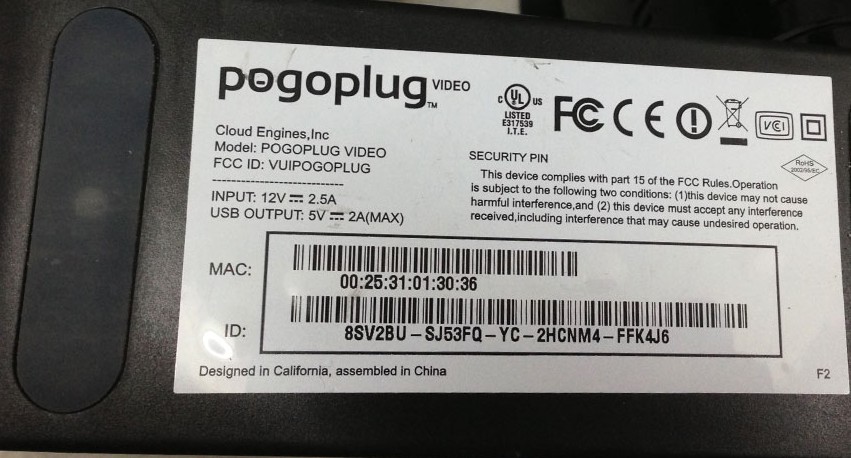 pogoplug™ VIDEO
C UL US
LISTED
E317539
I.T.E.
FC CE
VCI
RoHS
2002/95/EC
Cloud Engines,Inc
Model: POGOPLUG VIDEO
FCC ID: VUIPOGOPLUG
--------------------------
INPUT: 12V ⎓ 2.5A
USB OUTPUT: 5V ⎓ 2A(MAX)
SECURITY PIN
This device complies with part 15 of the FCC Rules.Operation
is subject to the following two conditions: (1)this device may not cause
harmful interference,and (2) this device must accept any interference
received,including interference that may cause undesired operation.
MAC:
00:25:31:01:30:36
ID:
8SV2BU – SJ53FQ – YC – 2HCNM4 – FFK4J6
Designed in California, assembled in China
F2